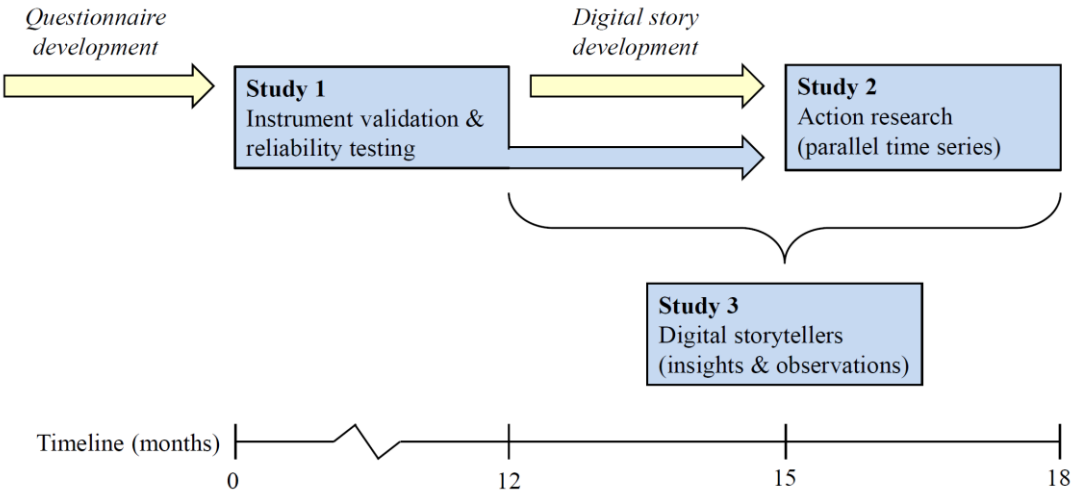 Questionnaire
development
Digital story
development
Study 1
Instrument validation &
reliability testing
Study 2
Action research
(parallel time series)
Study 3
Digital storytellers
(insights & observations)
Timeline (months)
0
12
15
18